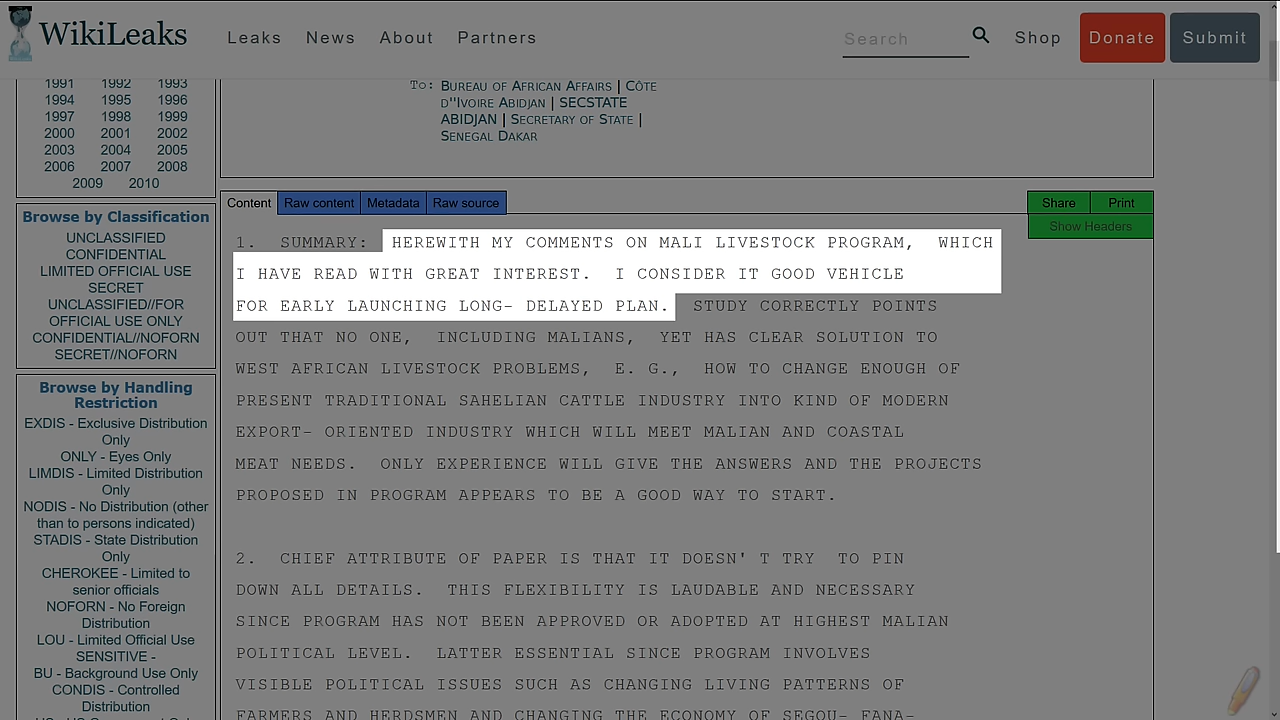 WikiLeaks
Leaks News About Partners
Search
Shop Donate Submit
1991 1992 1993
1994 1995 1996
1997 1998 1999
2000 2001 2002
2003 2004 2005
2006 2007 2008
2009 2010
Browse by Classification
UNCLASSIFIED
CONFIDENTIAL
LIMITED OFFICIAL USE
SECRET
UNCLASSIFIED//FOR
OFFICIAL USE ONLY
CONFIDENTIAL//NOFORN
SECRET//NOFORN
Browse by Handling
Restriction
EXDIS - Exclusive Distribution
Only
ONLY - Eyes Only
LIMDIS - Limited Distribution
Only
NODIS - No Distribution (other
than to persons indicated)
STADIS - State Distribution
Only
CHEROKEE - Limited to
senior officials
NOFORN - No Foreign
Distribution
LOU - Limited Official Use
SENSITIVE -
BU - Background Use Only
CONDIS - Controlled
Distribution
To: Bureau of African Affairs | Côte
d''Ivoire Abidjan | SECSTATE
ABIDJAN | Secretary of State |
Senegal Dakar
Content Raw content Metadata Raw source
Share Print
Show Headers
1. SUMMARY: HEREWITH MY COMMENTS ON MALI LIVESTOCK PROGRAM, WHICH
I HAVE READ WITH GREAT INTEREST. I CONSIDER IT GOOD VEHICLE
FOR EARLY LAUNCHING LONG- DELAYED PLAN. STUDY CORRECTLY POINTS
OUT THAT NO ONE, INCLUDING MALIANS, YET HAS CLEAR SOLUTION TO
WEST AFRICAN LIVESTOCK PROBLEMS, E. G., HOW TO CHANGE ENOUGH OF
PRESENT TRADITIONAL SAHELIAN CATTLE INDUSTRY INTO KIND OF MODERN
EXPORT- ORIENTED INDUSTRY WHICH WILL MEET MALIAN AND COASTAL
MEAT NEEDS. ONLY EXPERIENCE WILL GIVE THE ANSWERS AND THE PROJECTS
PROPOSED IN PROGRAM APPEARS TO BE A GOOD WAY TO START.
2. CHIEF ATTRIBUTE OF PAPER IS THAT IT DOESN' T TRY TO PIN
DOWN ALL DETAILS. THIS FLEXIBILITY IS LAUDABLE AND NECESSARY
SINCE PROGRAM HAS NOT BEEN APPROVED OR ADOPTED AT HIGHEST MALIAN
POLITICAL LEVEL. LATTER ESSENTIAL SINCE PROGRAM INVOLVES
VISIBLE POLITICAL ISSUES SUCH AS CHANGING LIVING PATTERNS OF
FARMERS AND HERDSMEN AND CHANGING THE ECONOMY OF SEGOU- FANA-